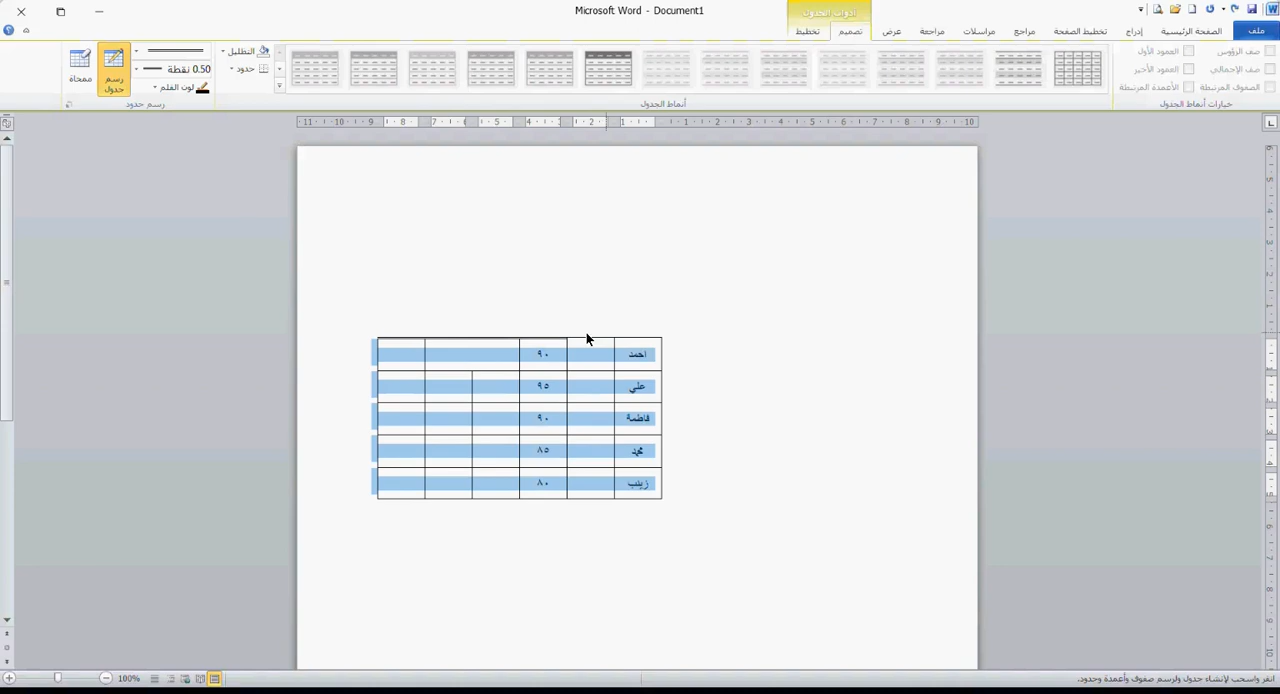 Microsoft Word - Document1
أدوات الجدول
ملف
الصفحة الرئيسية
إدراج
تخطيط الصفحة
مراجع
مراسلات
مراجعة
عرض
تصميم
تخطيط
صف الرؤوس
العمود الأول
صف الإجمالي
العمود الأخير
الصفوف المرتبطة
الأعمدة المرتبطة
خيارات أنماط الجدول
أنماط الجدول
التظليل
حدود
0.50 نقطة
لون القلم
رسم جدول
ممحاة
رسم حدود
احمد ٩٠
علي ٩٥
فاطمة ٩٠
محمد ٨٥
زينب ٨٠
انقر واسحب لإنشاء جدول ولرسم صفوف وأعمدة وحدود.
100%